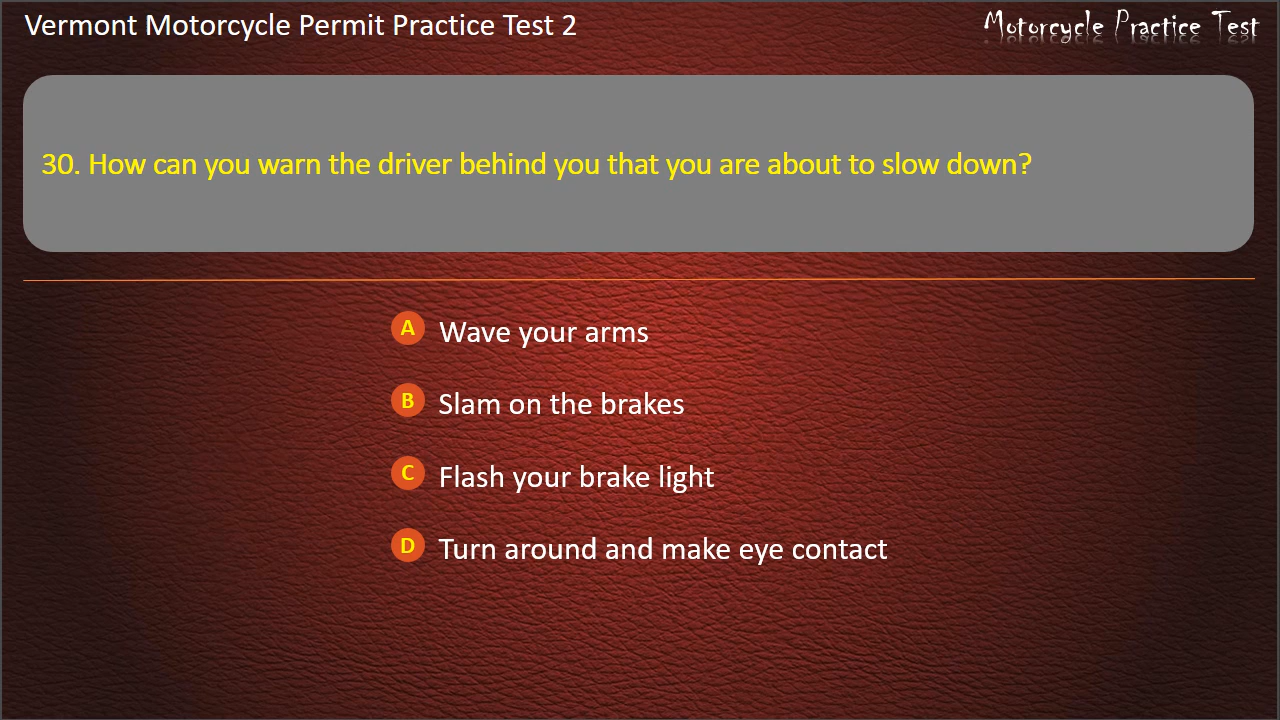 Vermont Motorcycle Permit Practice Test 2
Motorcycle Practice Test
30. How can you warn the driver behind you that you are about to slow down?
A Wave your arms
B Slam on the brakes
C Flash your brake light
D Turn around and make eye contact